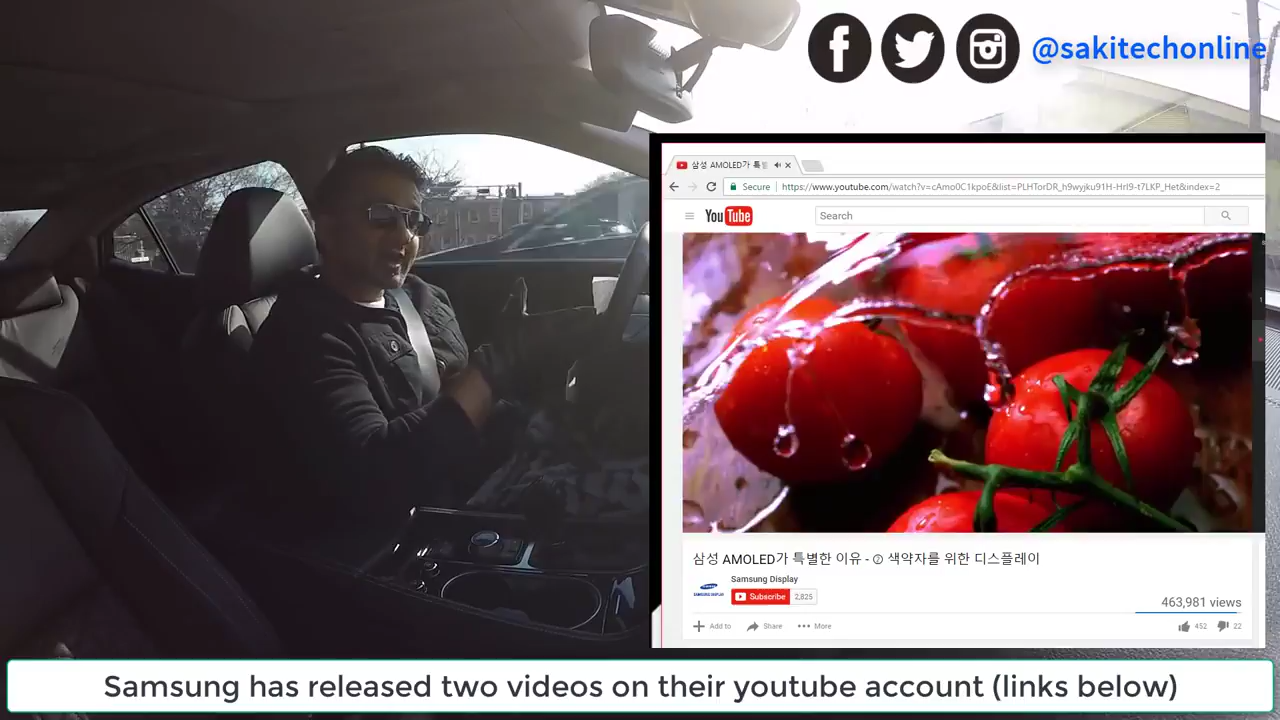 @sakitechonline
삼성 AMOLED가 특별
Secure https://www.youtube.com/watch?v=cAmo0C1kpoE&list=PLHTorDR_h9wyjku91H-HrI9-t7LKP_Het&index=2
YouTube
Search
삼성 AMOLED가 특별한 이유 - ⑦ 색약자를 위한 디스플레이
Samsung Display
SAMSUNG DISPLAY
Subscribe 2,825
463,981 views
Add to Share More 452 22
Samsung has released two videos on their youtube account (links below)